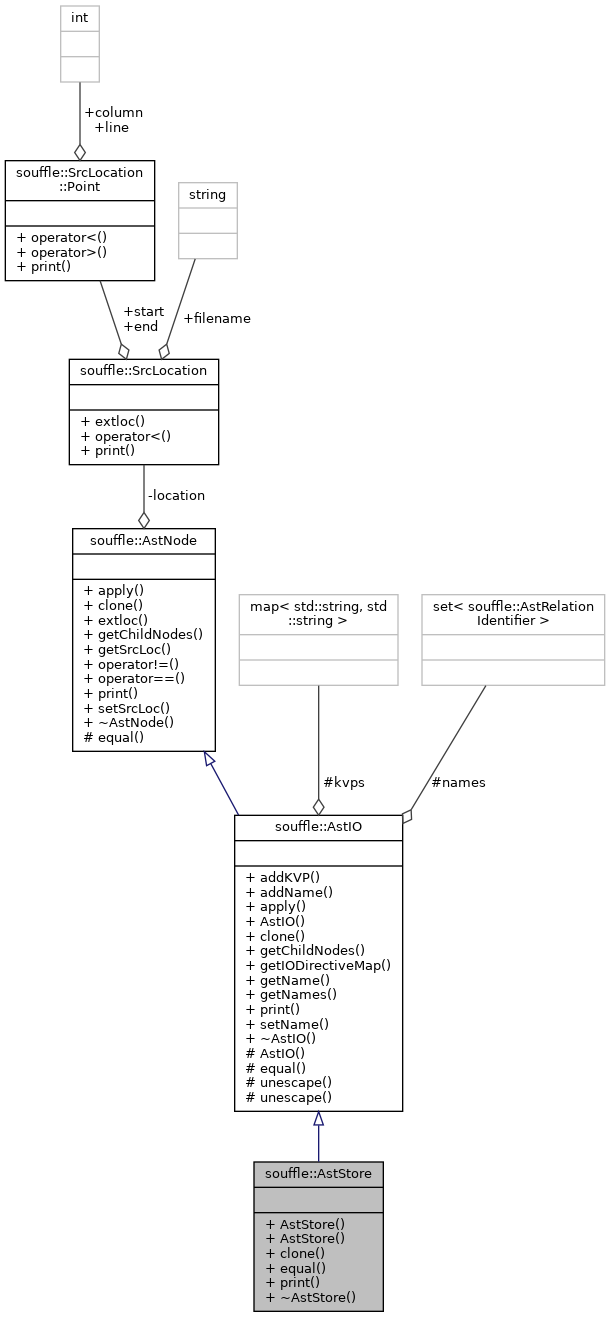 int
+column
+line
souffle::SrcLocation
::Point
+ operator<()
+ operator>()
+ print()
string
+start
+end
+filename
souffle::SrcLocation
+ extloc()
+ operator<()
+ print()
-location
souffle::AstNode
+ apply()
+ clone()
+ extloc()
+ getChildNodes()
+ getSrcLoc()
+ operator!=()
+ operator==()
+ print()
+ setSrcLoc()
+ ~AstNode()
# equal()
map< std::string, std
::string >
set< souffle::AstRelation
Identifier >
#kvps
#names
souffle::AstIO
+ addKVP()
+ addName()
+ apply()
+ AstIO()
+ clone()
+ getChildNodes()
+ getIODirectiveMap()
+ getName()
+ getNames()
+ print()
+ setName()
+ ~AstIO()
# AstIO()
# equal()
# unescape()
# unescape()
souffle::AstStore
+ AstStore()
+ AstStore()
+ clone()
+ equal()
+ print()
+ ~AstStore()